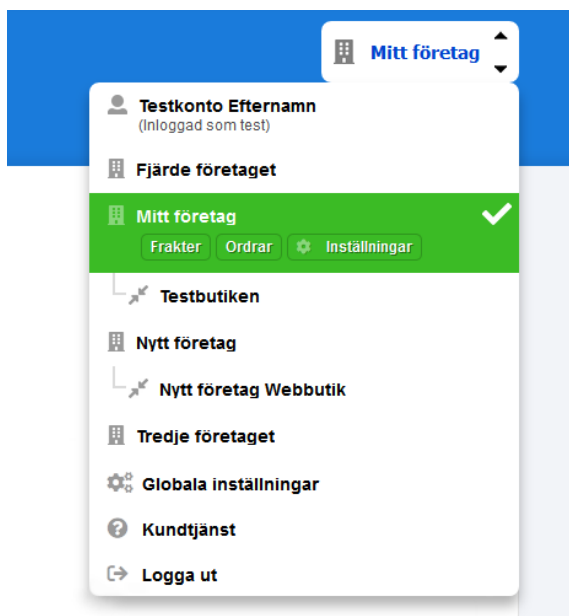 Mitt företag
Testkonto Efternamn
(Inloggad som test)
Fjärde företaget
Mitt företag
Frakter Ordrar Inställningar
Testbutiken
Nytt företag
Nytt företag Webbutik
Tredje företaget
Globala inställningar
Kundtjänst
Logga ut